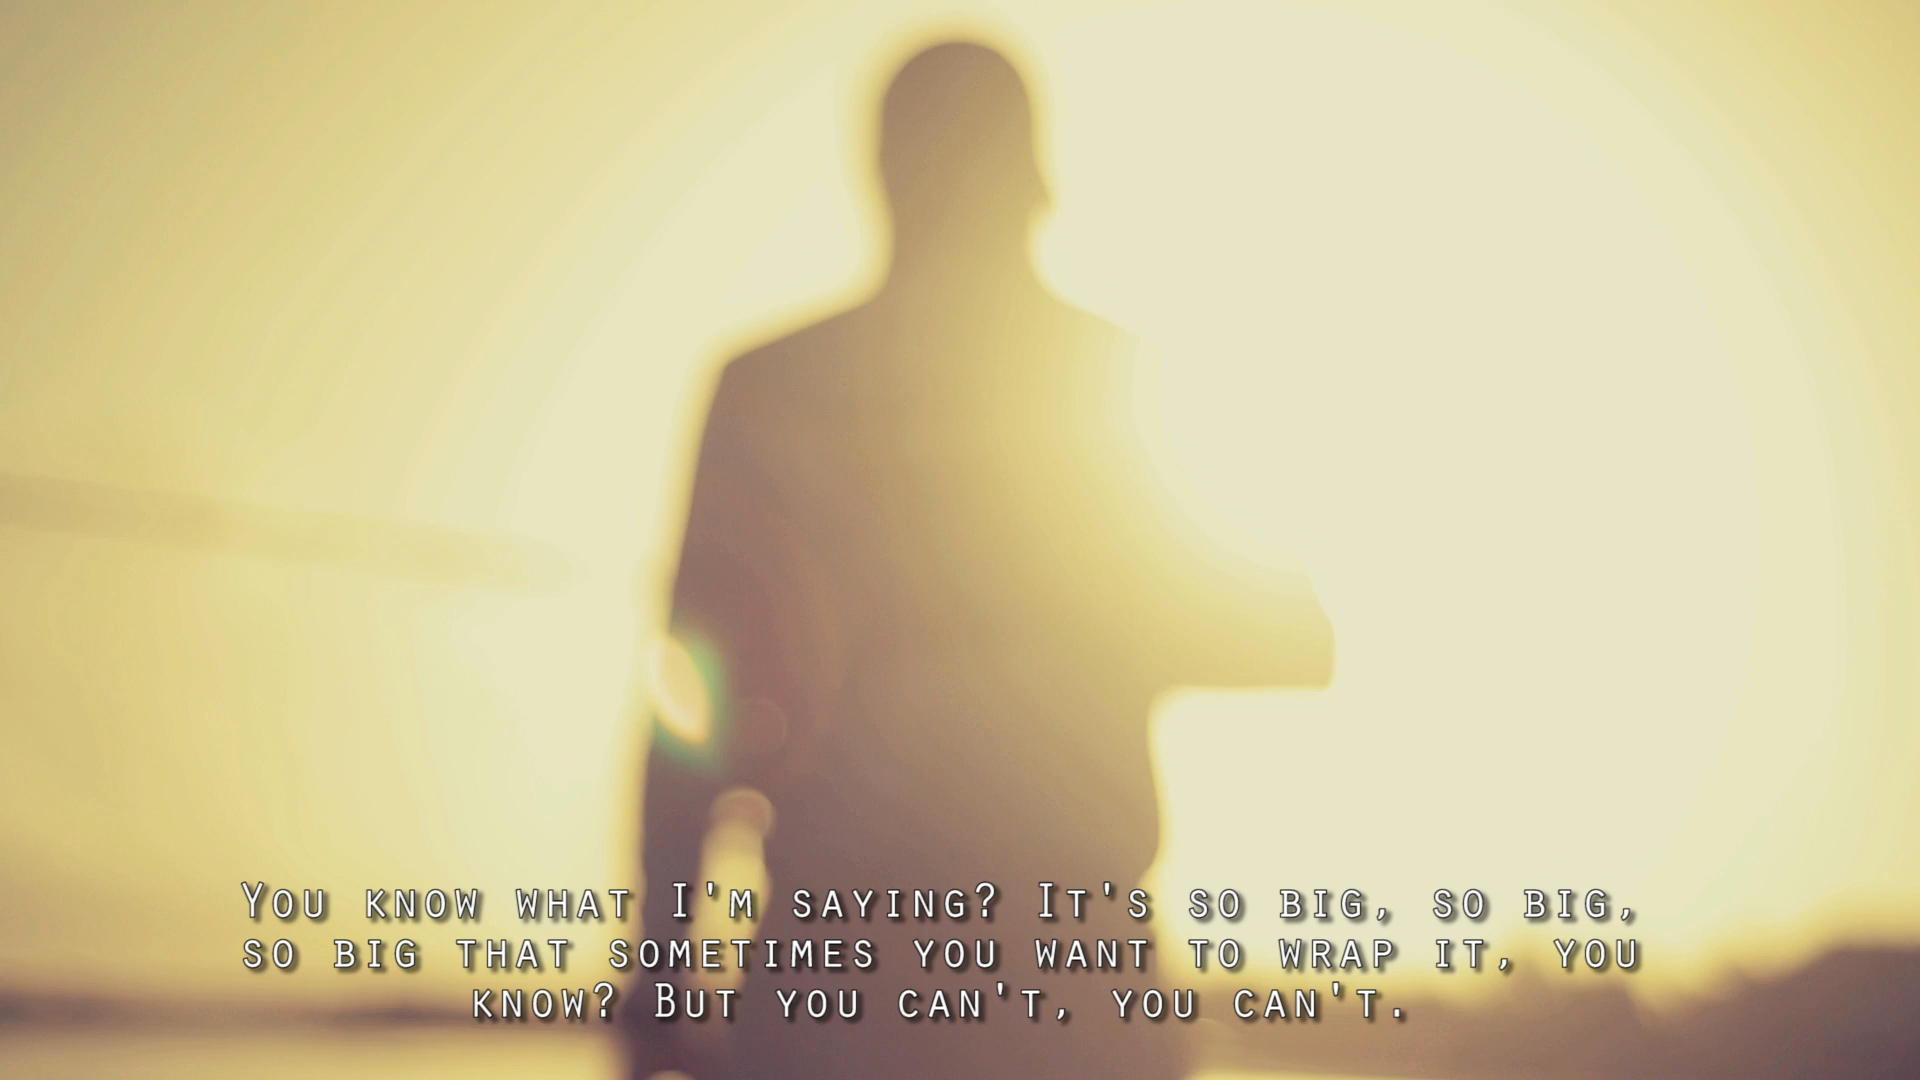 You know what I'm saying? It's so big, so big,
so big that sometimes you want to wrap it, you
know? But you can't, you can't.